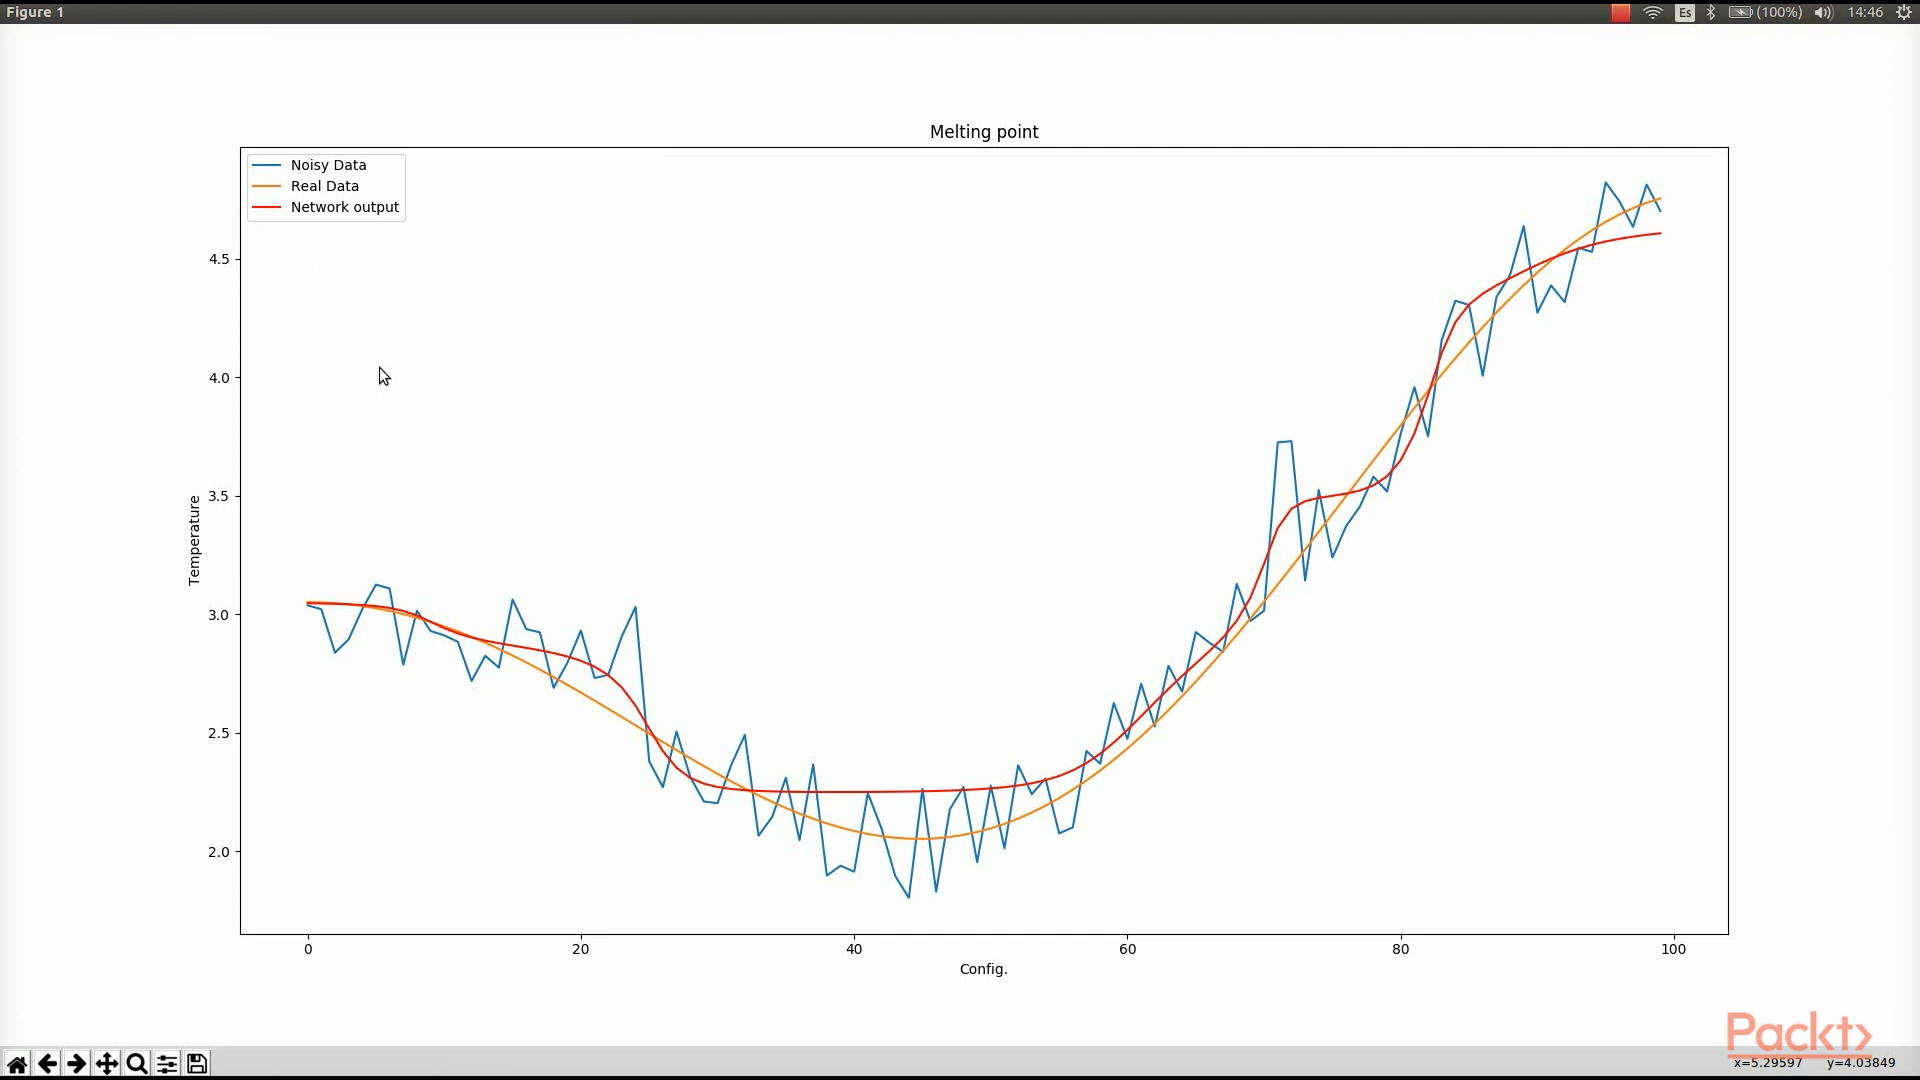 Figure 1
Es
(100%)
14:46
Melting point
Noisy Data
Real Data
Network output
4.5
4.0
3.5
3.0
2.5
2.0
Temperature
0 20 40 60 80 100
Config.
Packt
x=5.29597 y=4.03849